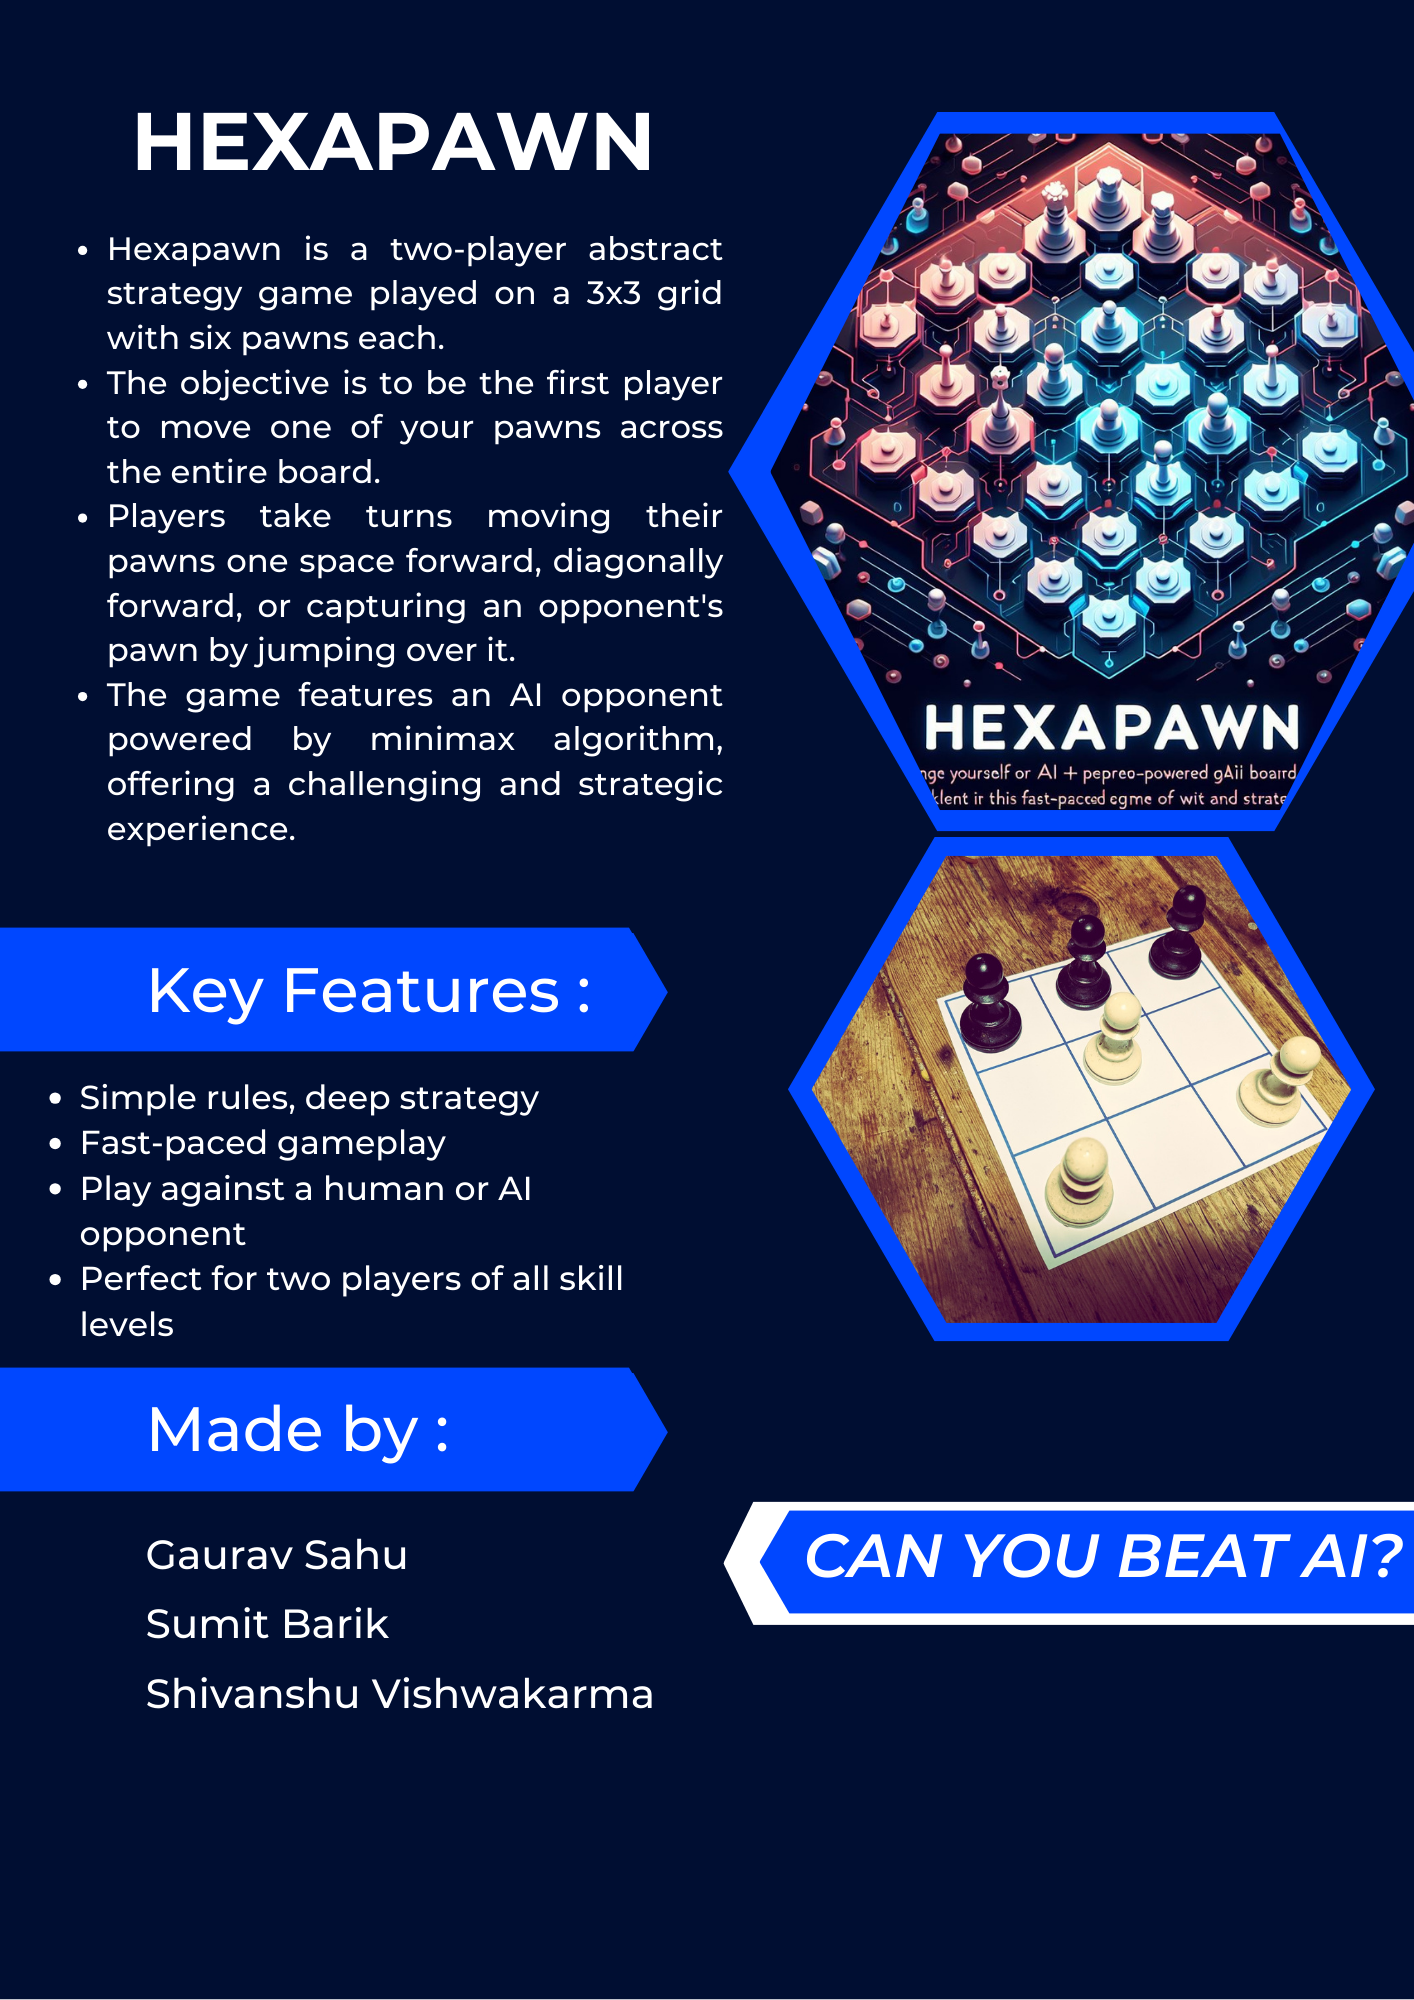 HEXAPAWN
• Hexapawn is a two-player abstract
strategy game played on a 3x3 grid
with six pawns each.
• The objective is to be the first player
to move one of your pawns across
the entire board.
• Players take turns moving their
pawns one space forward, diagonally
forward, or capturing an opponent's
pawn by jumping over it.
• The game features an AI opponent
powered by minimax algorithm,
offering a challenging and strategic
experience.
HEXAPAWN
nge yourself or AI + pepreo-powered gAii boarrd
klent ir this fast-paccd egme of wit and strate
Key Features :
• Simple rules, deep strategy
• Fast-paced gameplay
• Play against a human or AI
opponent
• Perfect for two players of all skill
levels
Made by :
Gaurav Sahu
Sumit Barik
Shivanshu Vishwakarma
CAN YOU BEAT AI?